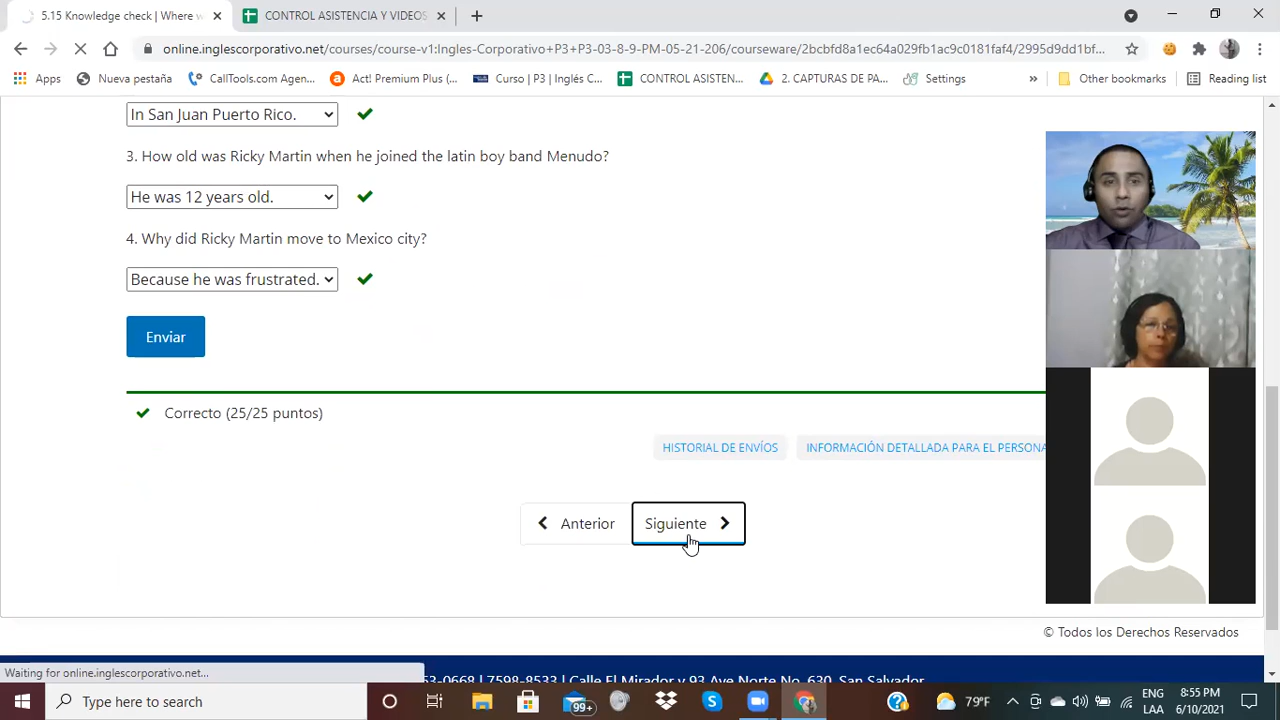 5.15 Knowledge check | Where w
CONTROL ASISTENCIA Y VIDEOS
online.inglescorporativo.net/courses/course-v1:Ingles-Corporativo+P3+P3-03-8-9-PM-05-21-206/courseware/2bcbfd8a1ec64a029fb1ac9c0181faf4/2995d9dd1bf...
Apps Nueva pestaña CallTools.com Agen... Act! Premium Plus (... Curso | P3 | Inglés C... CONTROL ASISTEN... 2. CAPTURAS DE PA... Settings » Other bookmarks Reading list
In San Juan Puerto Rico.
3. How old was Ricky Martin when he joined the latin boy band Menudo?
He was 12 years old.
4. Why did Ricky Martin move to Mexico city?
Because he was frustrated.
Enviar
Correcto (25/25 puntos)
HISTORIAL DE ENVÍOS INFORMACIÓN DETALLADA PARA EL PERSONA
Anterior Siguiente
© Todos los Derechos Reservados
Waiting for online.inglescorporativo.net...
53-0668 | 7598-8533 | Calle El Mirador y 93 Ave Norte No. 630, San Salvador
Type here to search
99+
79°F
ENG
LAA
8:55 PM
6/10/2021